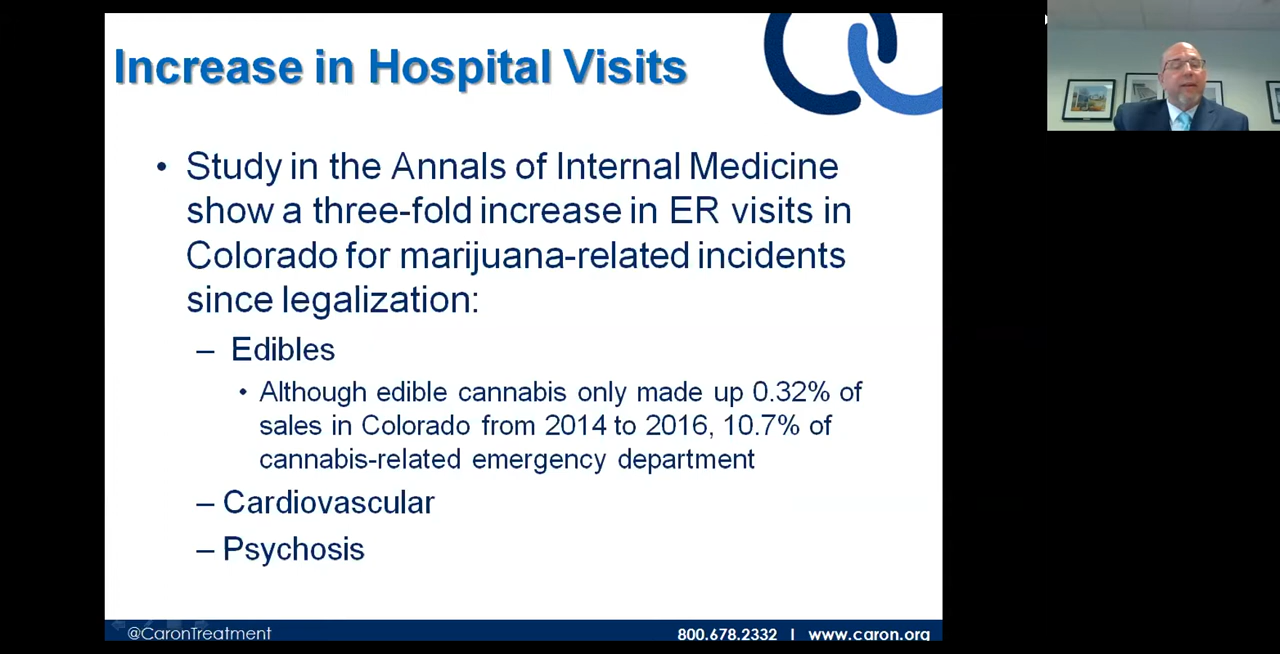 Increase in Hospital Visits
• Study in the Annals of Internal Medicine
show a three-fold increase in ER visits in
Colorado for marijuana-related incidents
since legalization:
– Edibles
• Although edible cannabis only made up 0.32% of
sales in Colorado from 2014 to 2016, 10.7% of
cannabis-related emergency department
– Cardiovascular
– Psychosis
@CaronTreatment
800.678.2332 | www.caron.org